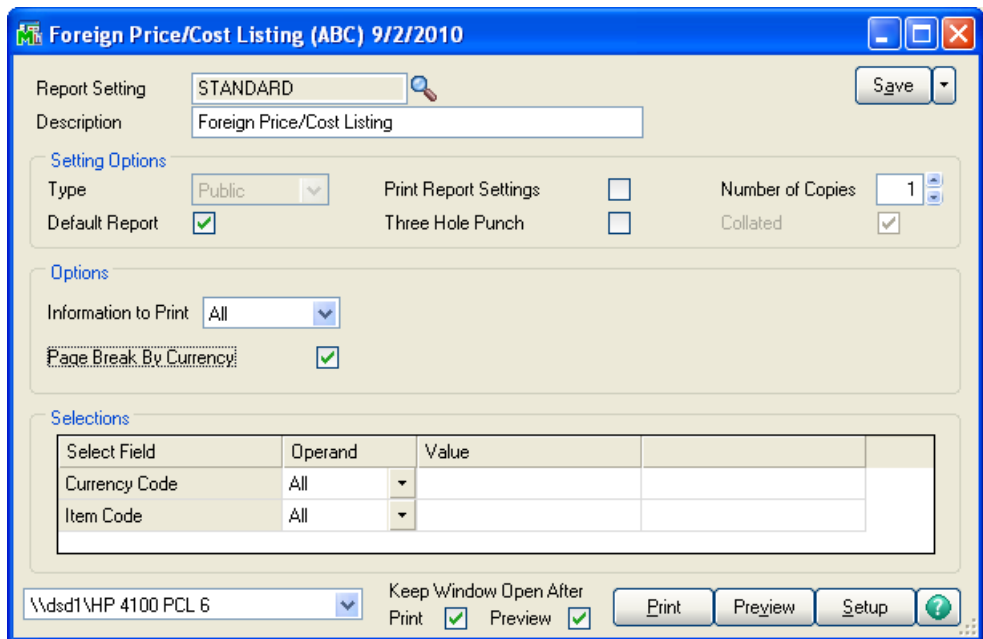 Foreign Price/Cost Listing (ABC) 9/2/2010
Report Setting STANDARD Save
Description Foreign Price/Cost Listing
Setting Options
Type Public Print Report Settings Number of Copies 1
Default Report Three Hole Punch Collated
Options
Information to Print All
Page Break By Currency
Selections
Select Field Operand Value
Currency Code All
Item Code All
Keep Window Open After
\\dsd1\HP 4100 PCL 6 Print Preview Print Preview Setup ?